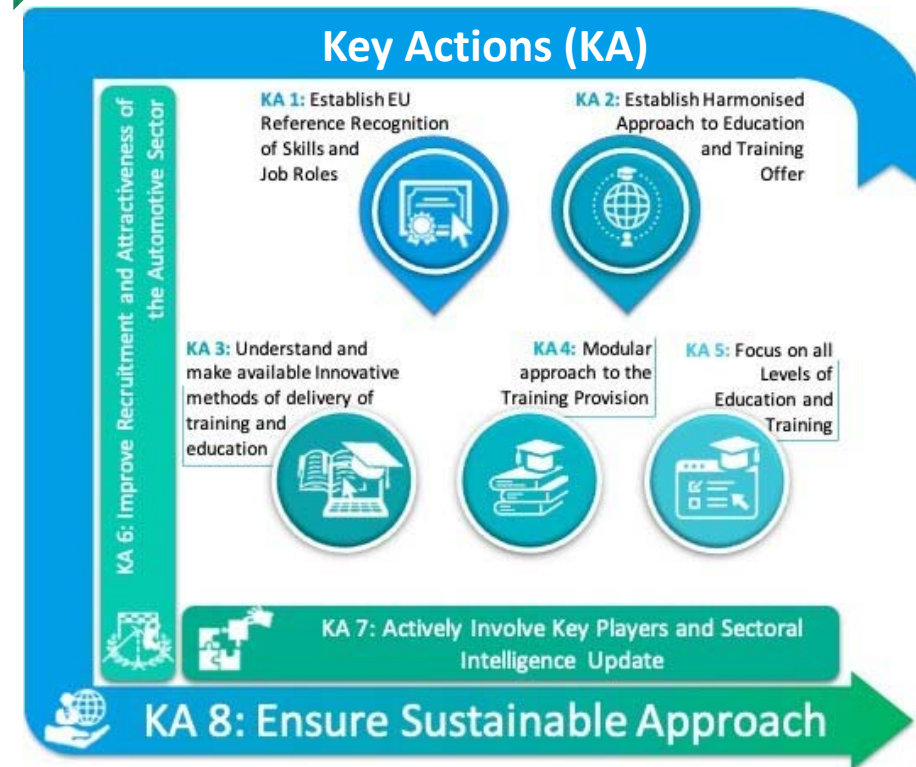 Key Actions (KA)
KA 6: Improve Recruitment and Attractiveness of
the Automotive Sector
KA 1: Establish EU
Reference Recognition
of Skills and
Job Roles
KA 2: Establish Harmonised
Approach to Education
and Training
Offer
KA 3: Understand and
make available Innovative
methods of delivery of
training and
education
KA 4: Modular
approach to the
Training Provision
KA 5: Focus on all
Levels of
Education and
Training
KA 7: Actively Involve Key Players and Sectoral
Intelligence Update
KA 8: Ensure Sustainable Approach